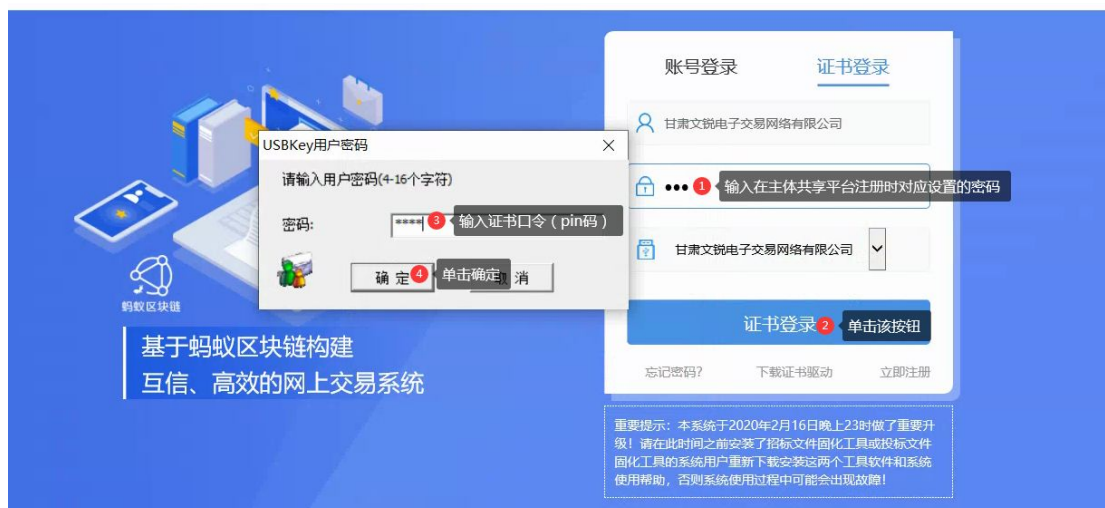 账号登录
证书登录
甘肃文锐电子交易网络有限公司
••• 1 输入在主体共享平台注册时对应设置的密码
甘肃文锐电子交易网络有限公司
证书登录 2 单击该按钮
忘记密码?
下载证书驱动
立即注册
USBKey用户密码
请输入用户密码(4-16个字符)
密码:
**** 3 输入证书口令（pin码）
确定 4 单击确定
消
蚂蚁区块链
基于蚂蚁区块链构建
互信、高效的网上交易系统
重要提示：本系统于2020年2月16日晚上23时做了重要升
级！请在此时间之前安装了招标文件固化工具或投标文件
固化工具的系统用户重新下载安装这两个工具软件和系统
使用帮助，否则系统使用过程中可能会出现故障！